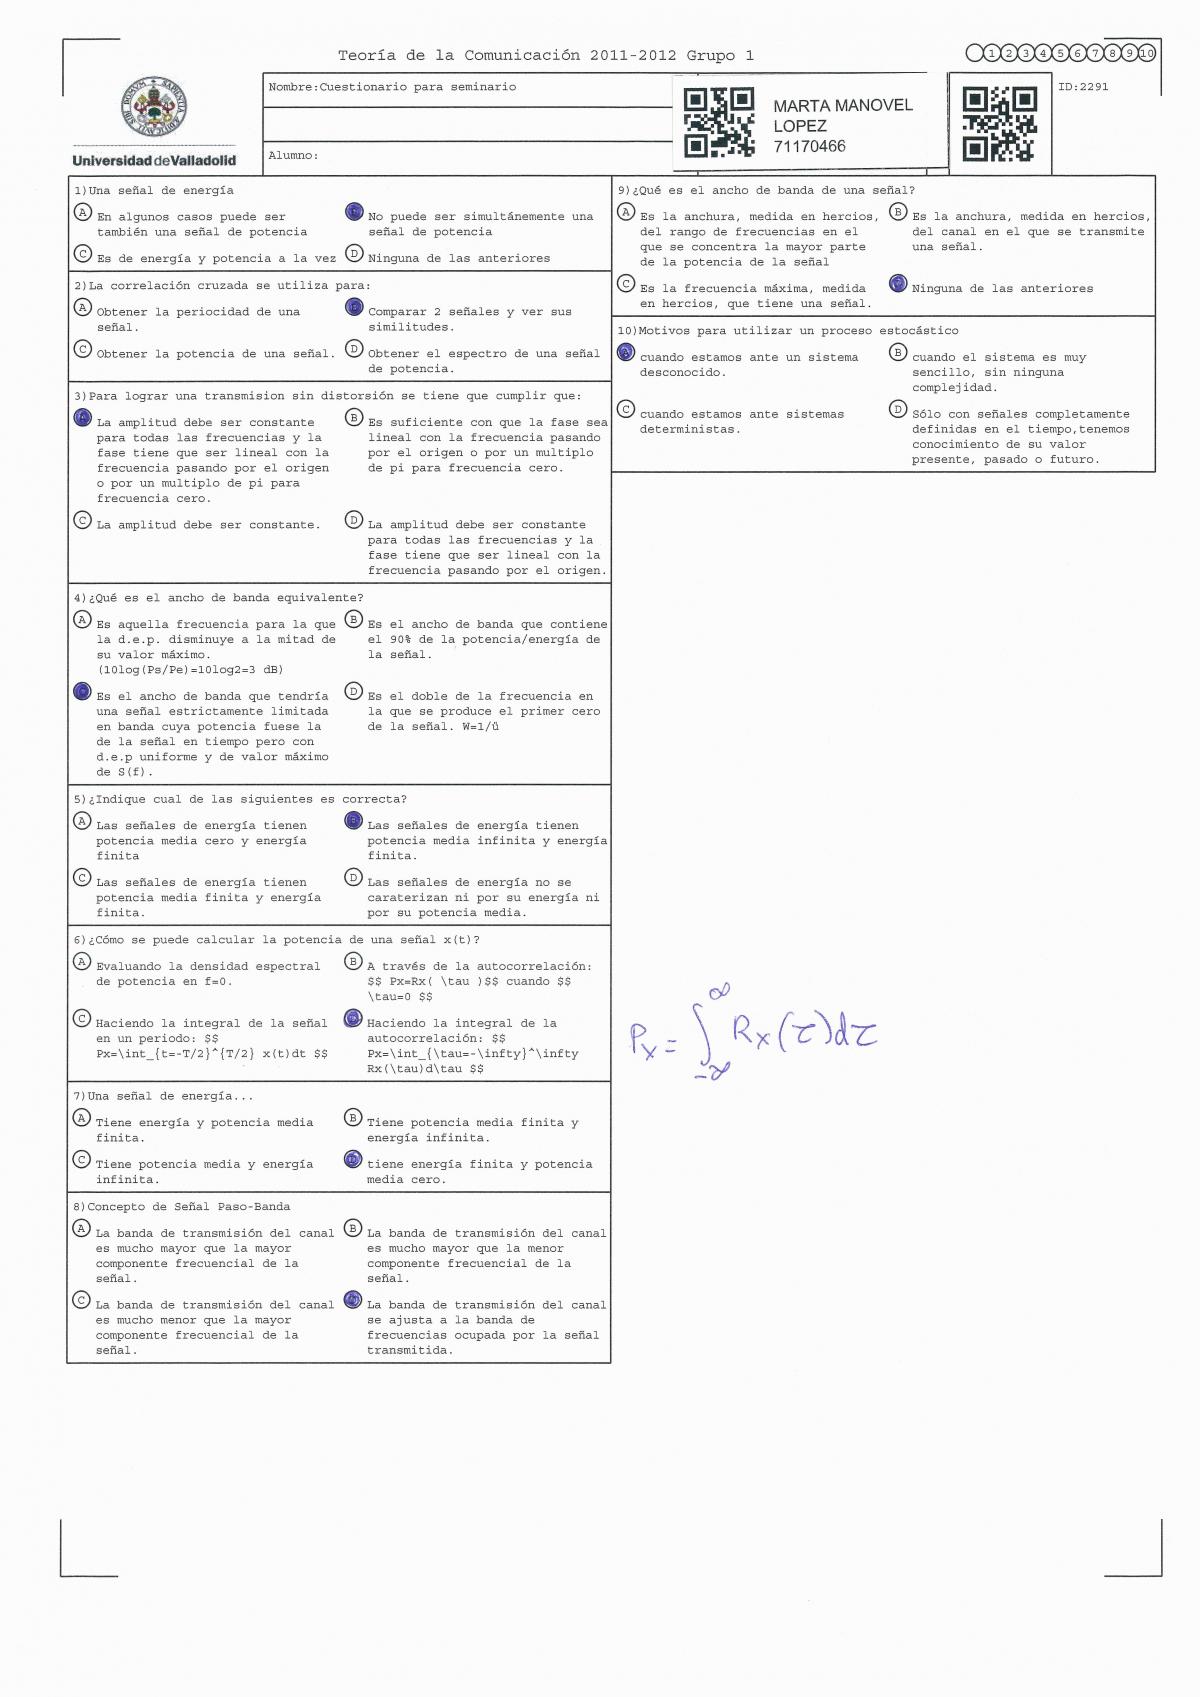 Teoría de la Comunicación 2011-2012 Grupo 1
1 2 3 4 5 6 7 8 9 10
Universidad de Valladolid
Nombre:Cuestionario para seminario
Alumno:
MARTA MANOVEL
LOPEZ
71170466
ID:2291
1)Una señal de energía
A En algunos casos puede ser
también una señal de potencia
No puede ser simultánemente una
señal de potencia
C Es de energía y potencia a la vez
D Ninguna de las anteriores
2)La correlación cruzada se utiliza para:
A Obtener la periocidad de una
señal.
Comparar 2 señales y ver sus
similitudes.
C Obtener la potencia de una señal.
D Obtener el espectro de una señal
de potencia.
3)Para lograr una transmision sin distorsión se tiene que cumplir que:
A La amplitud debe ser constante
para todas las frecuencias y la
fase tiene que ser lineal con la
frecuencia pasando por el origen
o por un multiplo de pi para
frecuencia cero.
B Es suficiente con que la fase sea
lineal con la frecuencia pasando
por el origen o por un multiplo
de pi para frecuencia cero.
C La amplitud debe ser constante.
D La amplitud debe ser constante
para todas las frecuencias y la
fase tiene que ser lineal con la
frecuencia pasando por el origen.
4)¿Qué es el ancho de banda equivalente?
A Es aquella frecuencia para la que
la d.e.p. disminuye a la mitad de
su valor máximo.
(10log(Ps/Pe)=10log2=3 dB)
B Es el ancho de banda que contiene
el 90% de la potencia/energía de
la señal.
Es el ancho de banda que tendría
una señal estrictamente limitada
en banda cuya potencia fuese la
de la señal en tiempo pero con
d.e.p uniforme y de valor máximo
de S(f).
D Es el doble de la frecuencia en
la que se produce el primer cero
de la señal. W=1/û
5)¿Indique cual de las siguientes es correcta?
A Las señales de energía tienen
potencia media cero y energía
finita
B Las señales de energía tienen
potencia media infinita y energía
finita.
C Las señales de energía tienen
potencia media finita y energía
finita.
D Las señales de energía no se
caraterizan ni por su energía ni
por su potencia media.
6)¿Cómo se puede calcular la potencia de una señal x(t)?
A Evaluando la densidad espectral
de potencia en f=0.
B A través de la autocorrelación:
$$ Px=Rx( \tau )$$ cuando $$
\tau=0 $$
C Haciendo la integral de la señal
en un periodo: $$
Px=\int_{t=-T/2}^{T/2} x(t)dt $$
Haciendo la integral de la
autocorrelación: $$
Px=\int_{\tau=-\infty}^\infty
Rx(\tau)d\tau $$
7)Una señal de energía...
A Tiene energía y potencia media
finita.
B Tiene potencia media finita y
energía infinita.
C Tiene potencia media y energía
infinita.
tiene energía finita y potencia
media cero.
8)Concepto de Señal Paso-Banda
A La banda de transmisión del canal
es mucho mayor que la mayor
componente frecuencial de la
señal.
B La banda de transmisión del canal
es mucho mayor que la menor
componente frecuencial de la
señal.
C La banda de transmisión del canal
es mucho menor que la mayor
componente frecuencial de la
señal.
La banda de transmisión del canal
se ajusta a la banda de
frecuencias ocupada por la señal
transmitida.
9)¿Qué es el ancho de banda de una señal?
A Es la anchura, medida en hercios,
del rango de frecuencias en el
que se concentra la mayor parte
de la potencia de la señal
B Es la anchura, medida en hercios,
del canal en el que se transmite
una señal.
C Es la frecuencia máxima, medida
en hercios, que tiene una señal.
Ninguna de las anteriores
10)Motivos para utilizar un proceso estocástico
A cuando estamos ante un sistema
desconocido.
B cuando el sistema es muy
sencillo, sin ninguna
complejidad.
C cuando estamos ante sistemas
deterministas.
D Sólo con señales completamente
definidas en el tiempo,tenemos
conocimiento de su valor
presente, pasado o futuro.
Px = ∫_{-∞}^{∞} Rx(τ)dτ